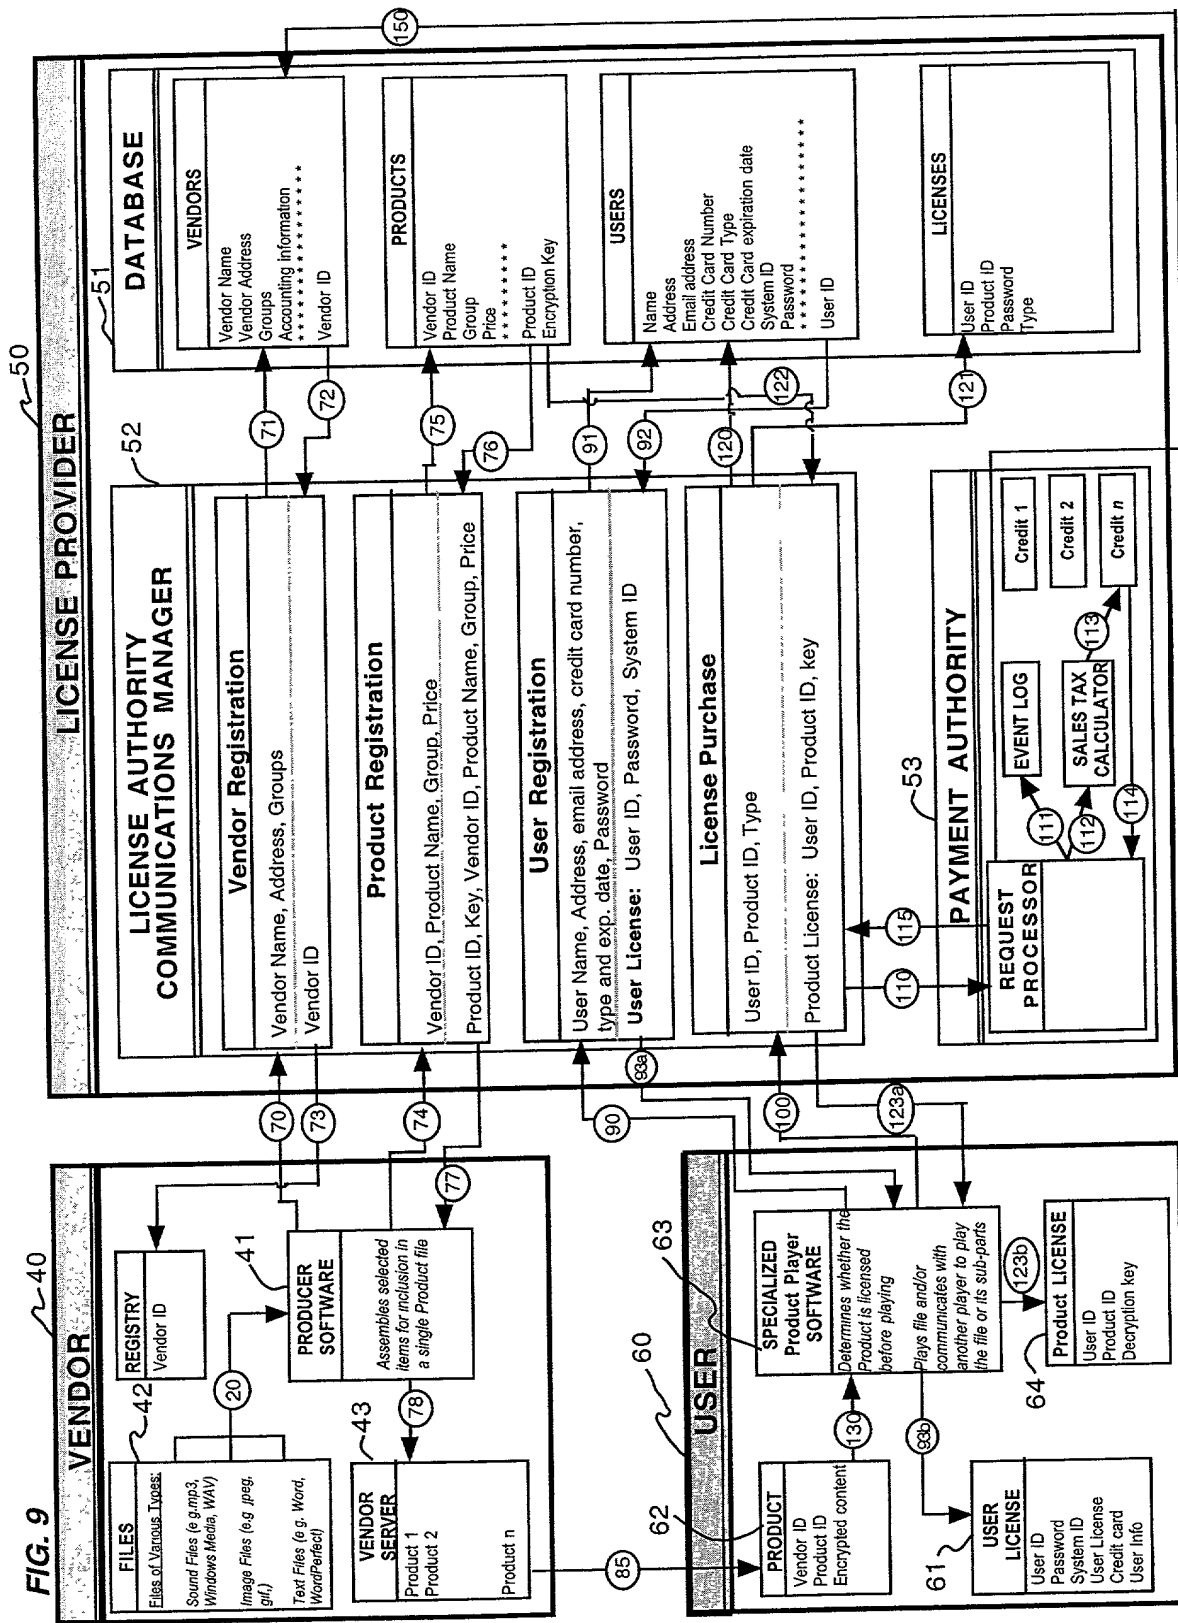 FIG. 9
VENDOR
40
FILES
42
Files of Various Types:
Sound Files (e g.mp3,
Windows Media, WAV)
Image Files (e.g jpeg,
gif,)
Text Files (e g. Word,
WordPerfect)
REGISTRY
Vendor ID
20
PRODUCER
SOFTWARE
41
Assembles selected
items for inclusion in
a single Product file
78
VENDOR
SERVER
43
Product 1
Product 2
Product n
70
73
74
77
85
LICENSE PROVIDER
50
LICENSE AUTHORITY
COMMUNICATIONS MANAGER
52
Vendor Registration
Vendor Name, Address, Groups
Vendor ID
Product Registration
Vendor ID, Product Name, Group, Price
Product ID, Key, Vendor ID, Product Name, Group, Price
User Registration
User Name, Address, email address, credit card number,
type and exp. date, Password
User License: User ID, Password, System ID
License Purchase
User ID, Product ID, Type
Product License: User ID, Product ID, key
71
72
75
76
91
92
120
122
121
DATABASE
51
VENDORS
Vendor Name
Vendor Address
Groups
Accounting information
* * * * * * * * * * * * * * * *
Vendor ID
PRODUCTS
Vendor ID
Product Name
Group
Price
* * * * * * * * * *
Product ID
Encryption Key
USERS
Name
Address
Email address
Credit Card Number
Credit Card Type
Credit Card expiration date
System ID
Password
* * * * * * * * * * * * * * * * * * * *
User ID
LICENSES
User ID
Product ID
Password
Type
150
USER
60
PRODUCT
62
Vendor ID
Product ID
Encrypted content
130
SPECIALIZED
Product Player
SOFTWARE
63
Determines whether the
Product is licensed
before playing
Plays file and/or
communicates with
another player to play
the file or its sub-parts
93b
123b
USER
LICENSE
61
User ID
Password
System ID
User License
Credit card
User Info
Product LICENSE
64
User ID
Product ID
Decryption key
90
93a
100
123a
110
115
PAYMENT AUTHORITY
53
REQUEST
PROCESSOR
111
112
EVENT LOG
SALES TAX
CALCULATOR
113
114
Credit 1
Credit 2
Credit n